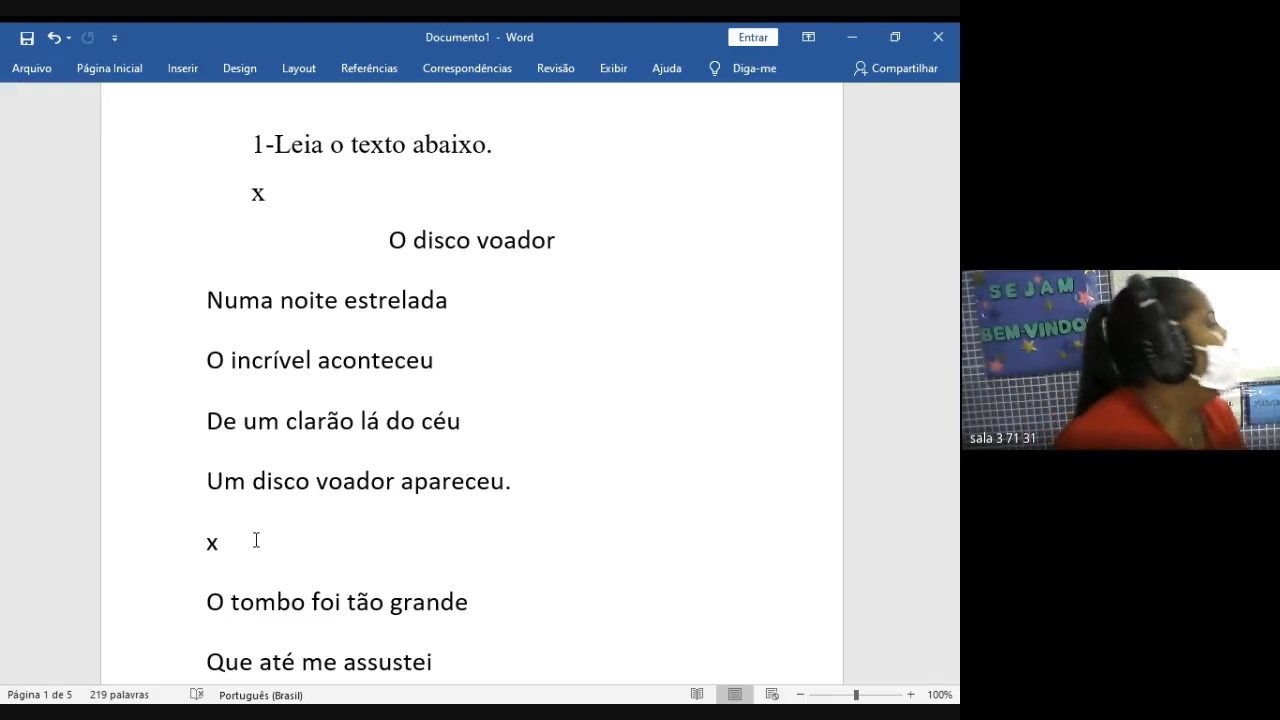 Documento1 - Word
Entrar
Arquivo Página Inicial Inserir Design Layout Referências Correspondências Revisão Exibir Ajuda Diga-me Compartilhar
1-Leia o texto abaixo.
x
O disco voador
Numa noite estrelada
O incrível aconteceu
De um clarão lá do céu
Um disco voador apareceu.
x
O tombo foi tão grande
Que até me assustei
SEJAM
BEM-VINDO
sala 3 71 31
Página 1 de 5 219 palavras Português (Brasil) 100%